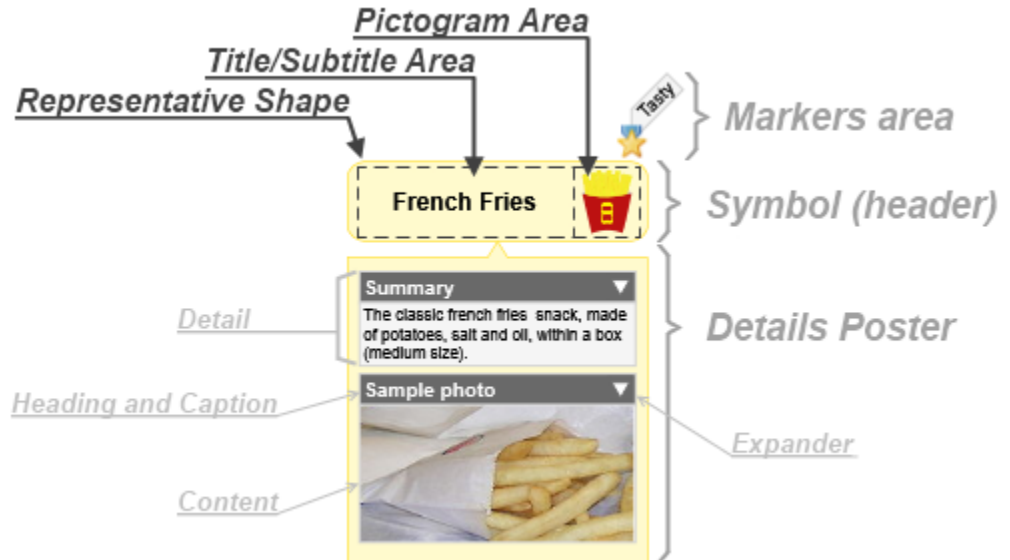 Pictogram Area
Title/Subtitle Area
Representative Shape
Tasty
Markers area
French Fries
Symbol (header)
Summary
The classic french fries snack, made
of potatoes, salt and oil, within a box
(medium size).
Detail
Details Poster
Sample photo
Heading and Caption
Expander
Content